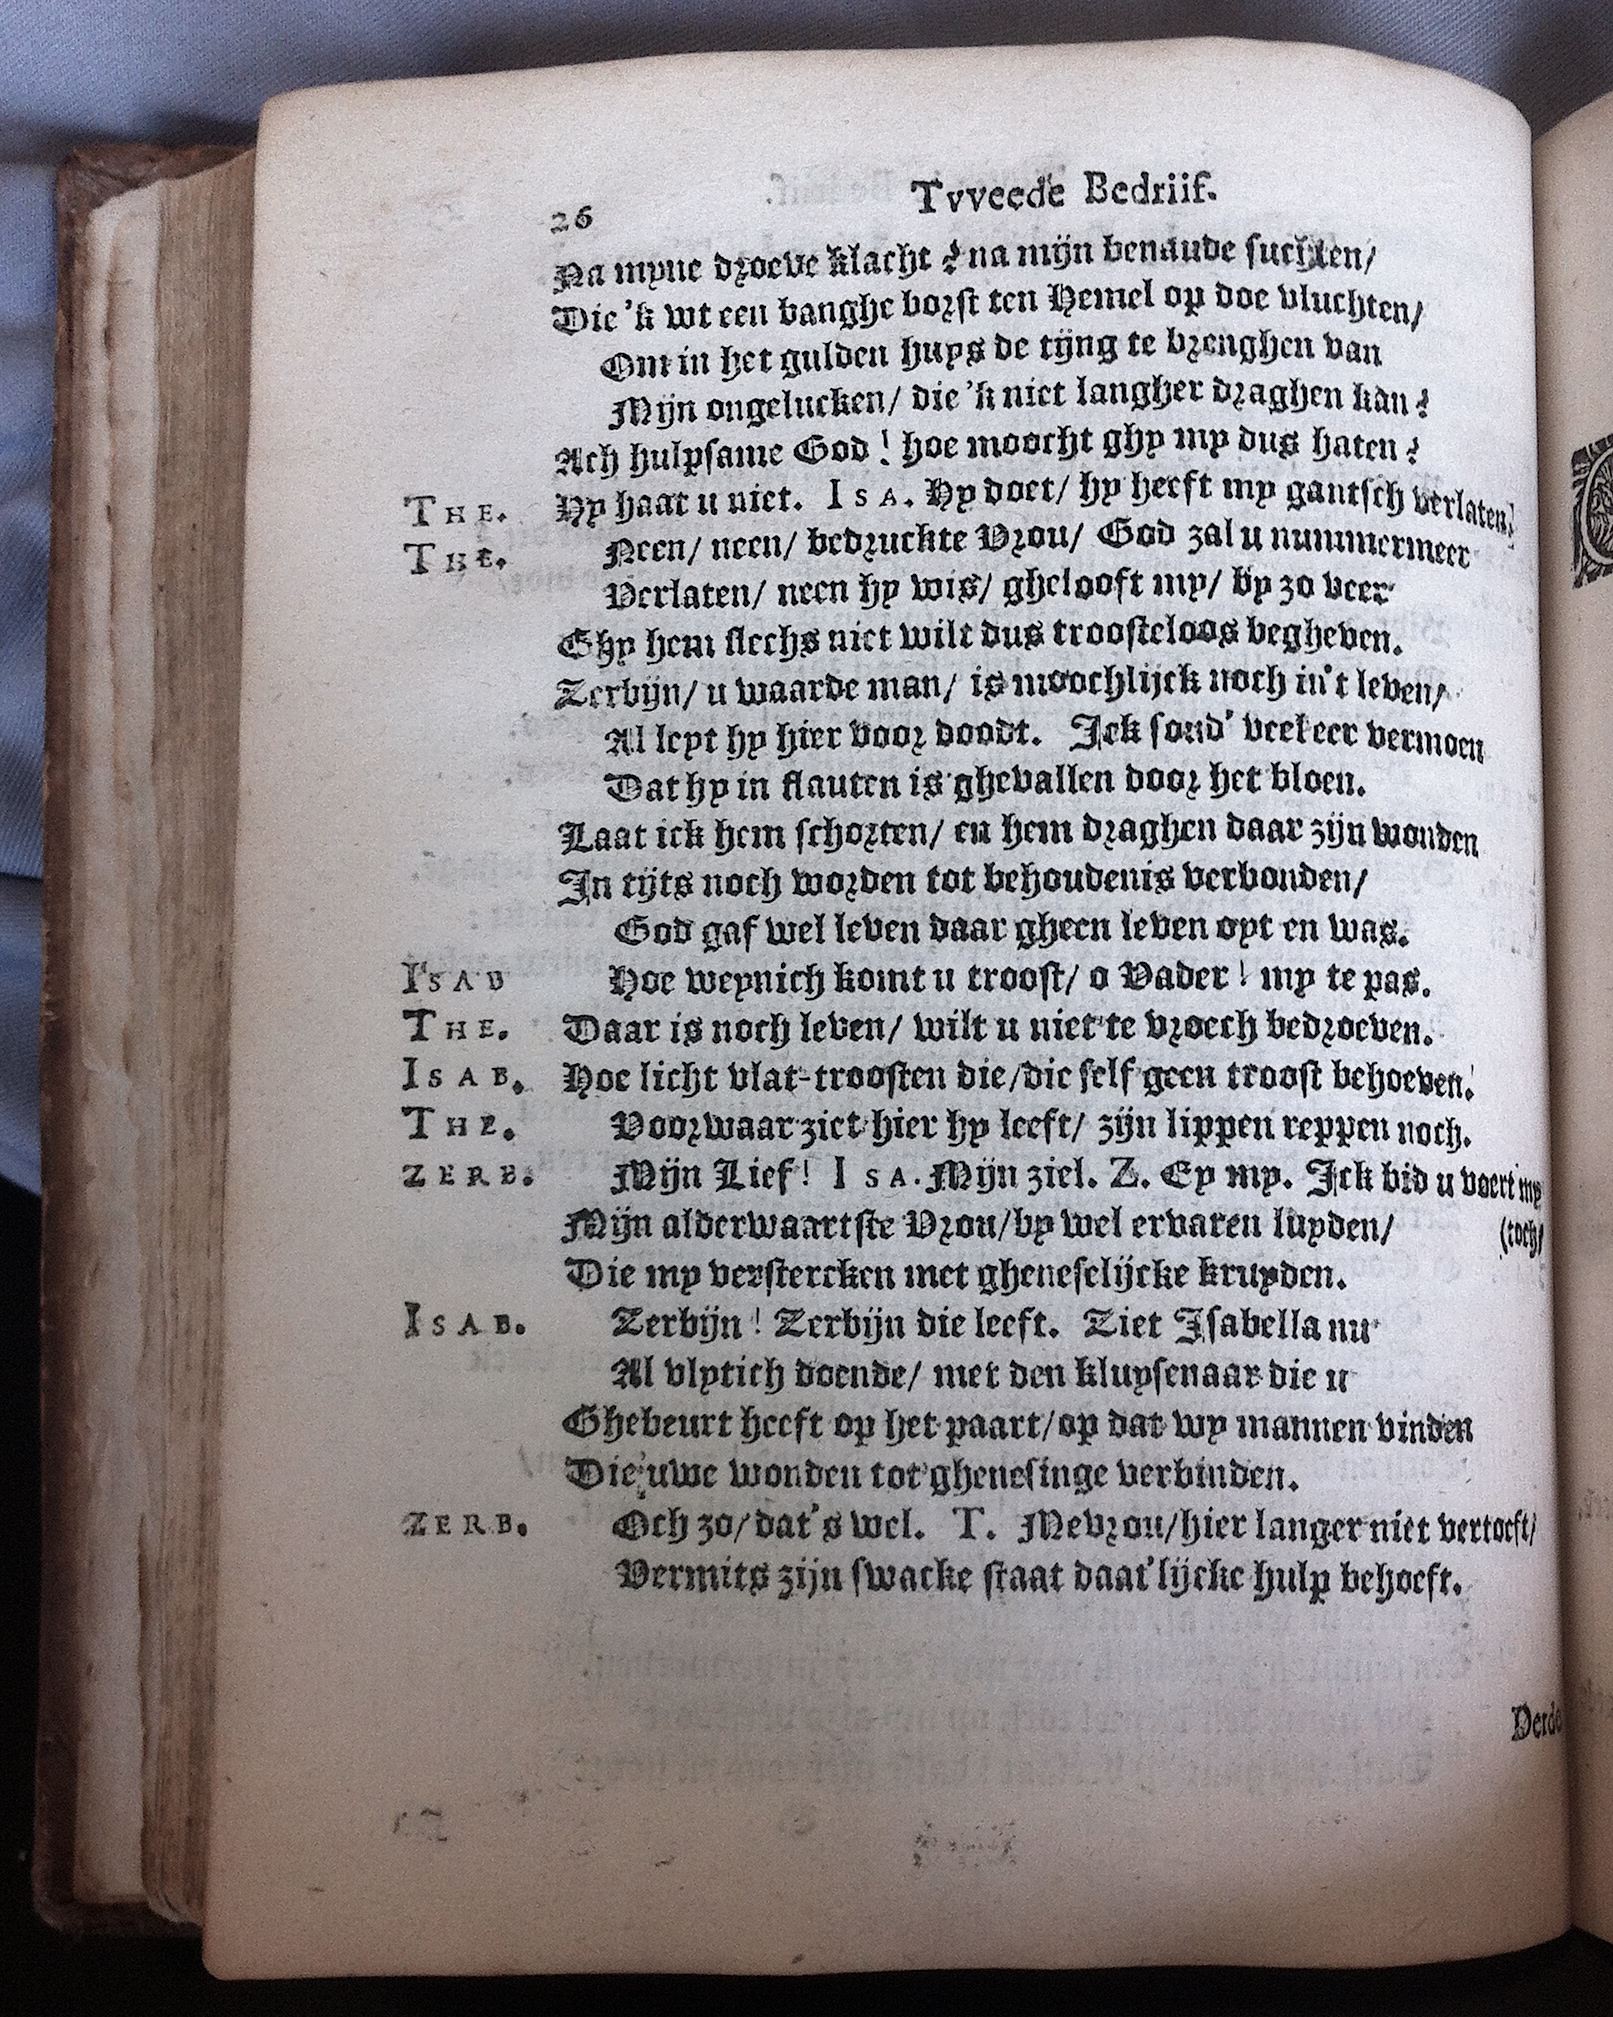 26 Tvveede Bedriif.
Na myne droeve klacht ? na mijn benaude suchten/
Die 'k wt een banghe borst ten Hemel op doe vluchten/
Om in het gulden huys de tijng te brenghen van
Mijn ongelucken/ die 'k niet langher draghen kan ?
Ach hulpsame God ! hoe moocht ghy my dus haten ?
THE. Hy haat u niet. ISA. Hy doet/ hy heeft my gantsch verlaten.
THE. Neen/ neen/ bedruckte Vrou/ God zal u nummermeer
Verlaten/ neen hy wis/ ghelooft my/ by zo veer
Ghy hem slechs niet wilt dus troosteloos begheven.
Zerbijn/ u waarde man/ is moochlijck noch in't leven/
Al leyt hy hier voor doodt. Ick soud' veel eer vermoen
Dat hy in flauten is ghevallen door het bloen.
Laat ick hem schorten/ en hem draghen daar zijn wonden
In tijts noch worden tot behoudenis verbonden/
God gaf wel leven daar gheen leven oyt en was.
ISAB Hoe weynich komt u troost/ o Vader ! my te pas.
THE. Daar is noch leven/ wilt u niet te vroech bedroeven.
ISAB. Hoe licht vlat-troosten die/die self geen troost behoeven!
THE. Voorwaar ziet hier hy leeft/ zijn lippen reppen noch.
ZERB. Mijn Lief! ISA. Mijn ziel. Z. Ey my. Ick bid u voert my
Mijn alderwaartste Vrou/by wel ervaren luyden/ (toch/
Die my verstercken met gheneselijcke kruyden.
ISAB. Zerbijn ! Zerbijn die leeft. Ziet Isabella nu
Al vlytich doende/ met den kluysenaar die u
Ghebeurt heeft op het paart/op dat wy mannen vinden
Die uwe wonden tot ghenesinge verbinden.
ZERB. Och zo/ dat's wel. T. Mevrou/hier langer niet vertoeft/
Vermits zijn swacke staat daat'lijcke hulp behoeft.
Derde